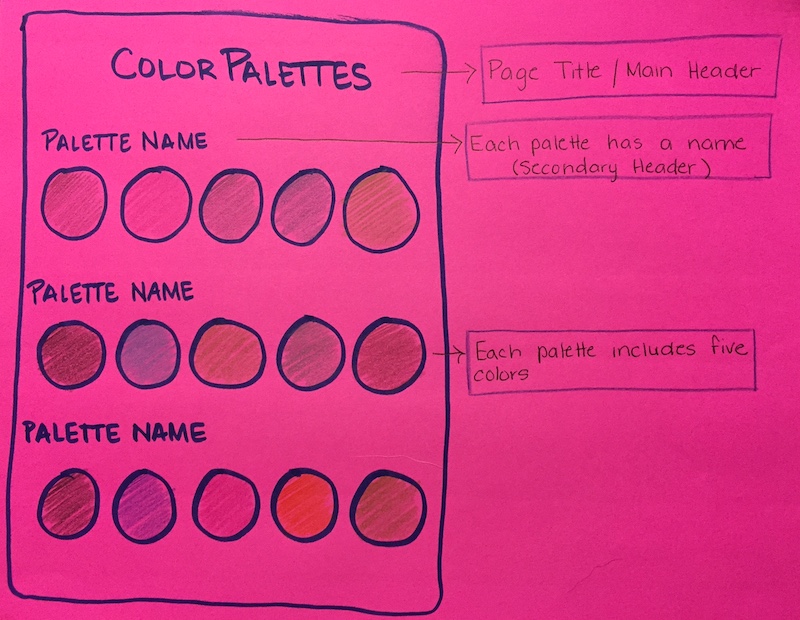 COLOR PALETTES
Page Title / Main Header
PALETTE NAME
Each palette has a name
(Secondary Header)
PALETTE NAME
Each palette includes five
colors
PALETTE NAME